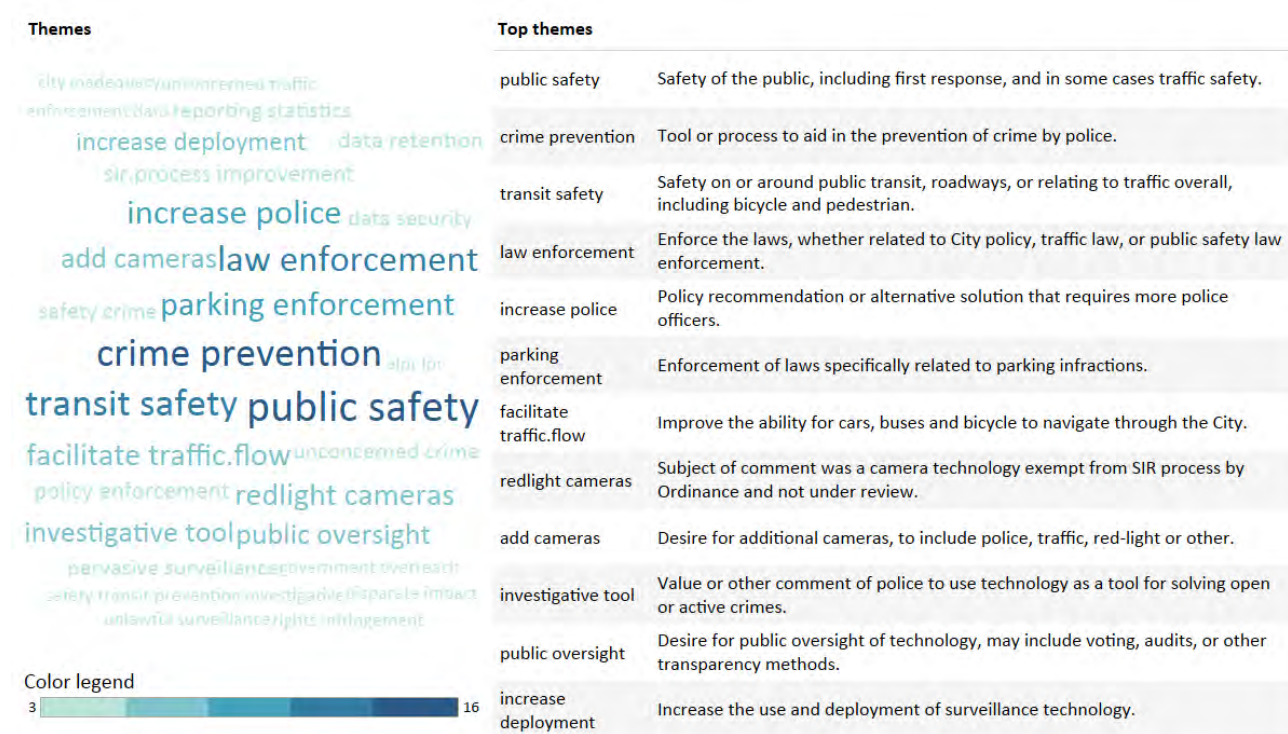 Themes
Top themes
city inadequacy unconcerned traffic
enforcement data reporting statistics
increase deployment data retention
sir.process improvement
increase police data security
add cameras law enforcement
safety crime parking enforcement
crime prevention
transit safety public safety
facilitate traffic.flow unconcerned crime
policy enforcement redlight cameras
investigative tool public oversight
pervasive surveillance government overreach
safety transit prevention investigative disparate impact
unlawful surveillance rights infringement
Color legend
3 16
public safety Safety of the public, including first response, and in some cases traffic safety.
crime prevention Tool or process to aid in the prevention of crime by police.
transit safety Safety on or around public transit, roadways, or relating to traffic overall,
including bicycle and pedestrian.
law enforcement Enforce the laws, whether related to City policy, traffic law, or public safety law
enforcement.
increase police Policy recommendation or alternative solution that requires more police
officers.
parking
enforcement Enforcement of laws specifically related to parking infractions.
facilitate
traffic.flow Improve the ability for cars, buses and bicycle to navigate through the City.
redlight cameras Subject of comment was a camera technology exempt from SIR process by
Ordinance and not under review.
add cameras Desire for additional cameras, to include police, traffic, red-light or other.
investigative tool Value or other comment of police to use technology as a tool for solving open
or active crimes.
public oversight Desire for public oversight of technology, may include voting, audits, or other
transparency methods.
increase
deployment Increase the use and deployment of surveillance technology.